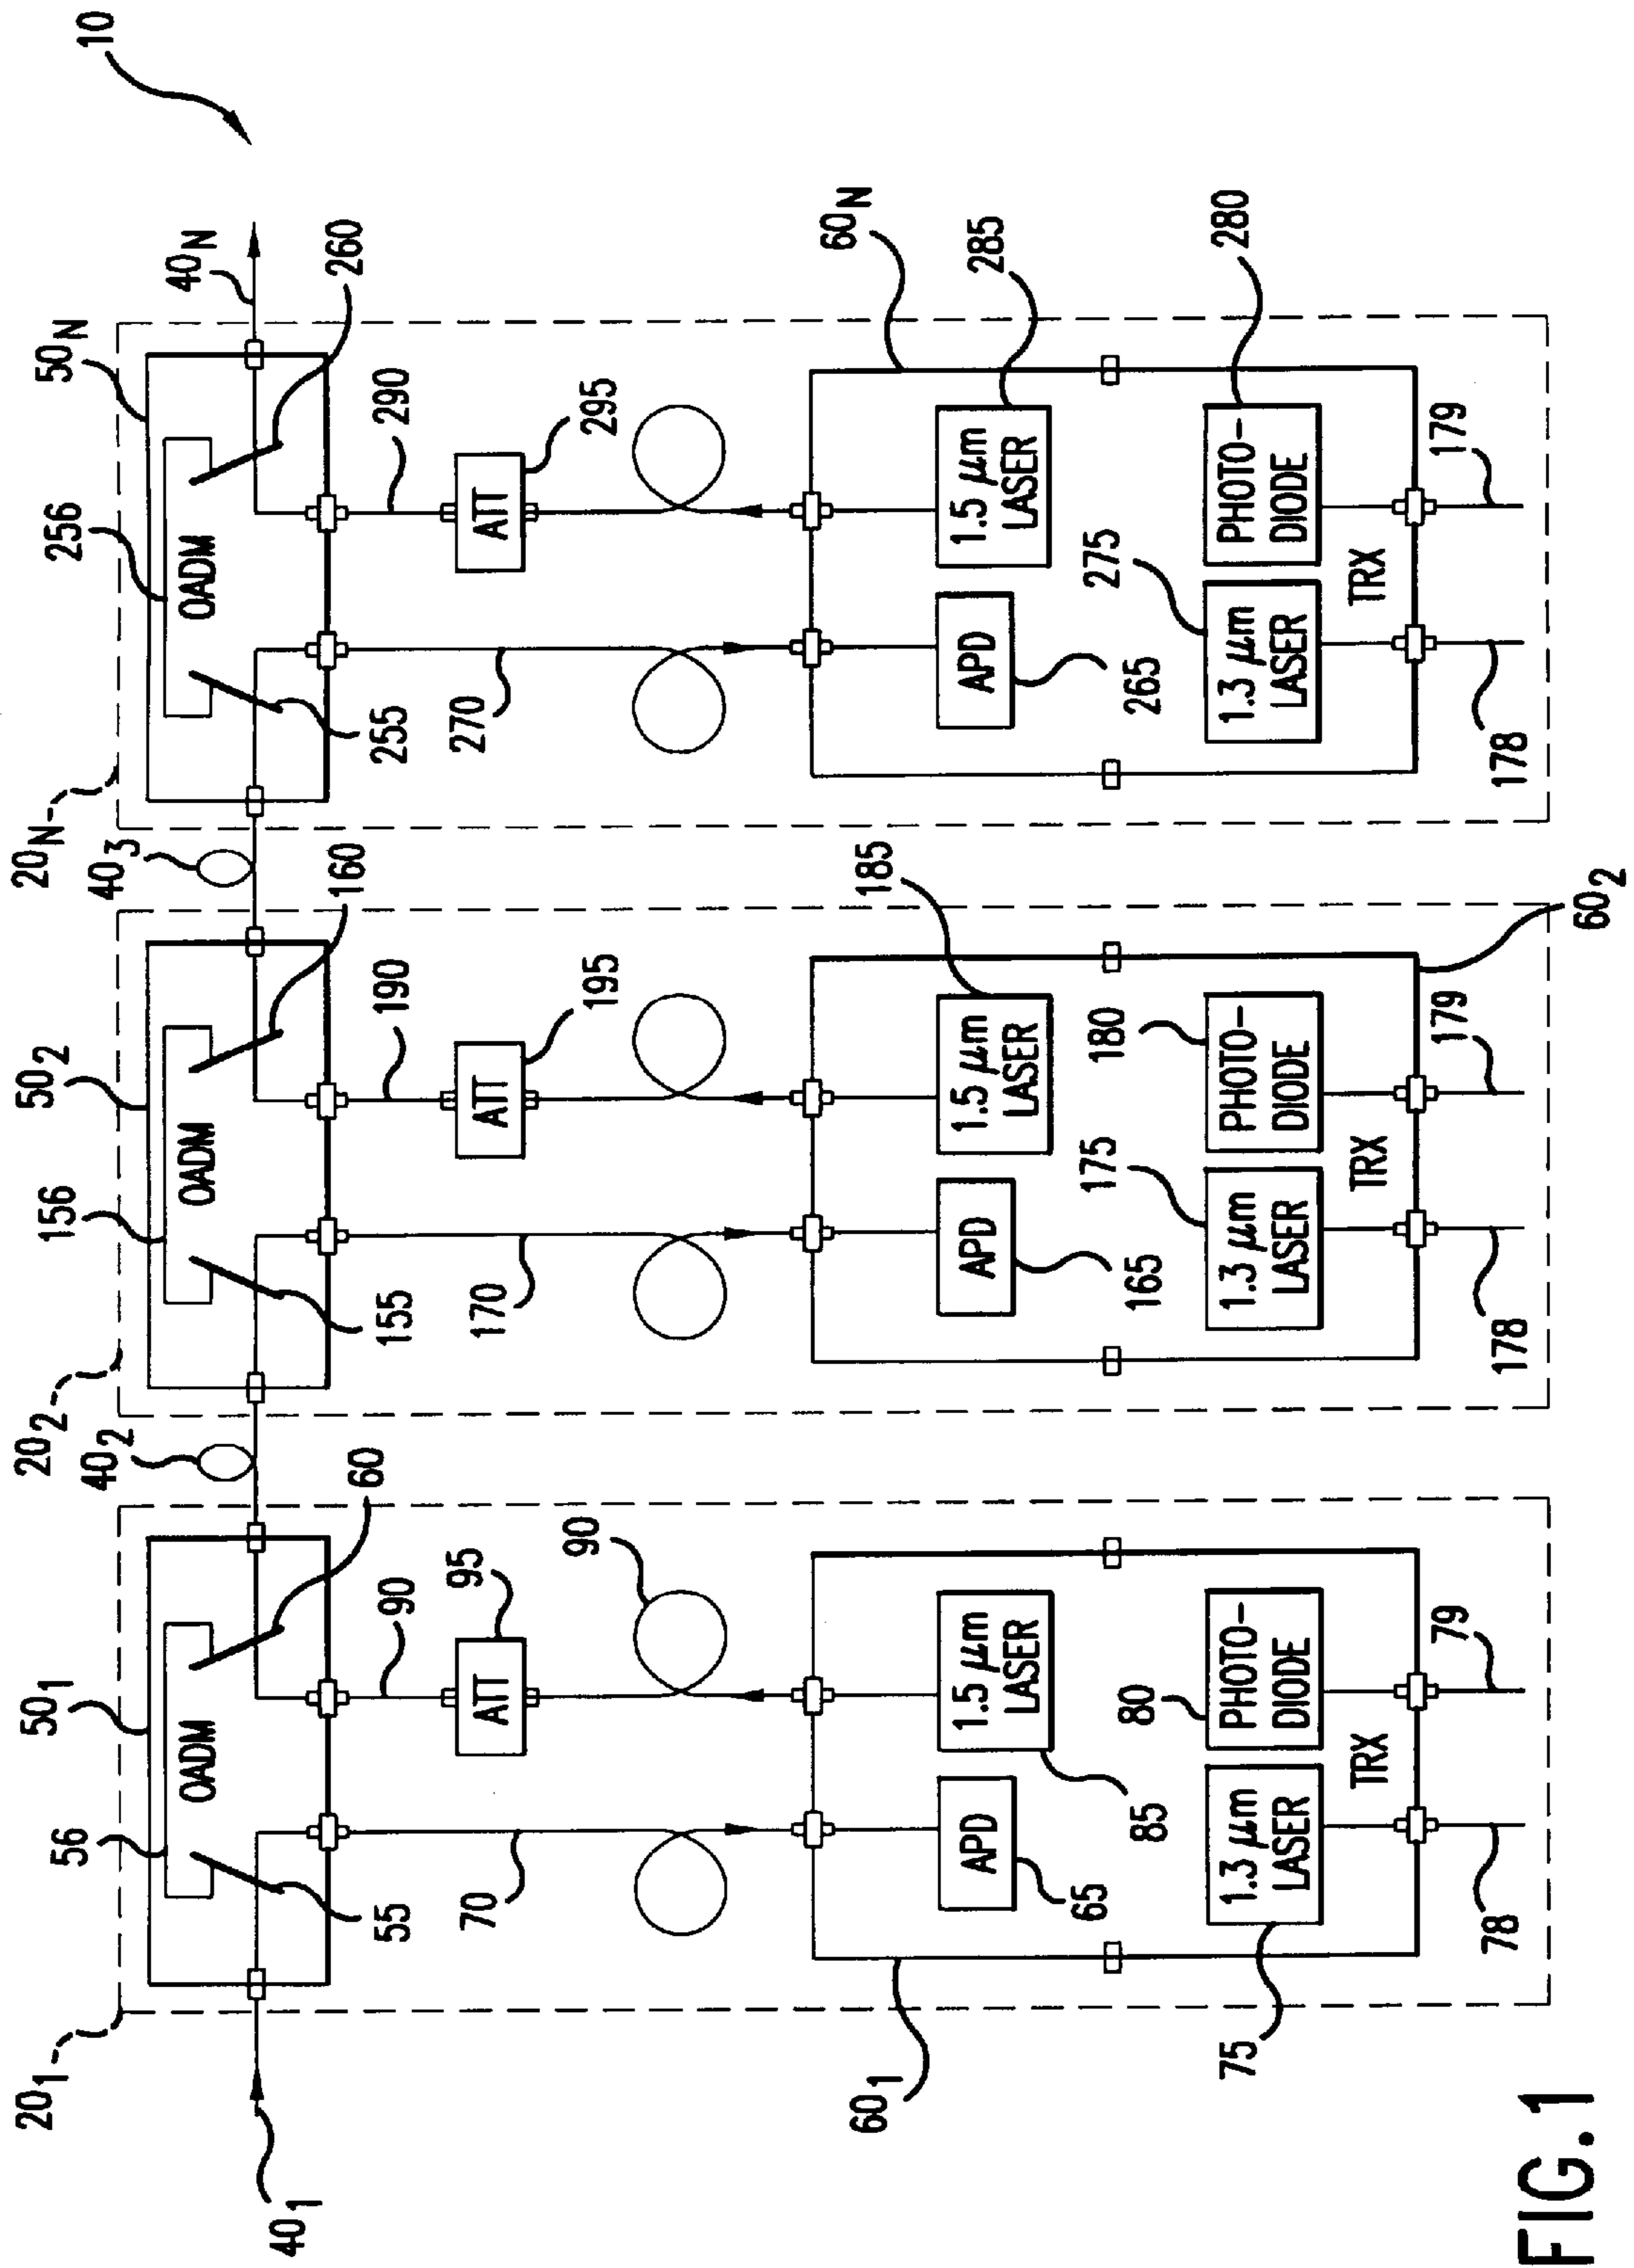 10
20₁
50₁
56
OADM
55
60
40₁
70
90
ATT
95
90
60₁
APD
65
1.5 µm
LASER
85
75
1.3 µm
LASER
80
PHOTO-
DIODE
TRX
78
79
20₂
40₂
50₂
156
OADM
155
160
170
190
ATT
195
APD
165
1.5 µm
LASER
185
175
1.3 µm
LASER
180
PHOTO-
DIODE
TRX
60₂
178
179
20N
40₃
50N
256
OADM
255
260
40N
270
290
ATT
295
60N
APD
265
1.5 µm
LASER
285
275
1.3 µm
LASER
280
PHOTO-
DIODE
TRX
178
179
FIG.1